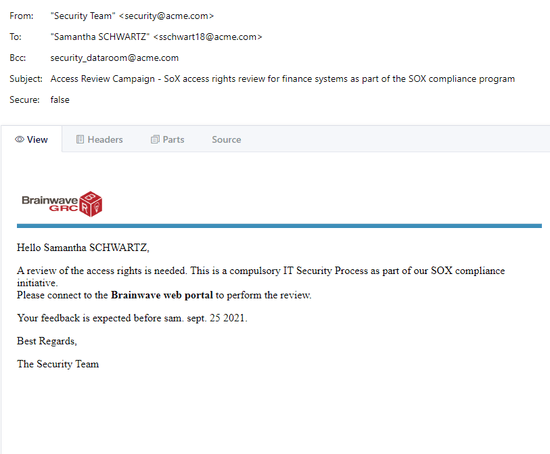 From: "Security Team" <security@acme.com>
To: "Samantha SCHWARTZ" <sschwart18@acme.com>
Bcc: security_dataroom@acme.com
Subject: Access Review Campaign - SoX access rights review for finance systems as part of the SOX compliance program
Secure: false
View Headers Parts Source
Brainwave
GRC
BRV
Hello Samantha SCHWARTZ,
A review of the access rights is needed. This is a compulsory IT Security Process as part of our SOX compliance
initiative.
Please connect to the Brainwave web portal to perform the review.
Your feedback is expected before sam. sept. 25 2021.
Best Regards,
The Security Team